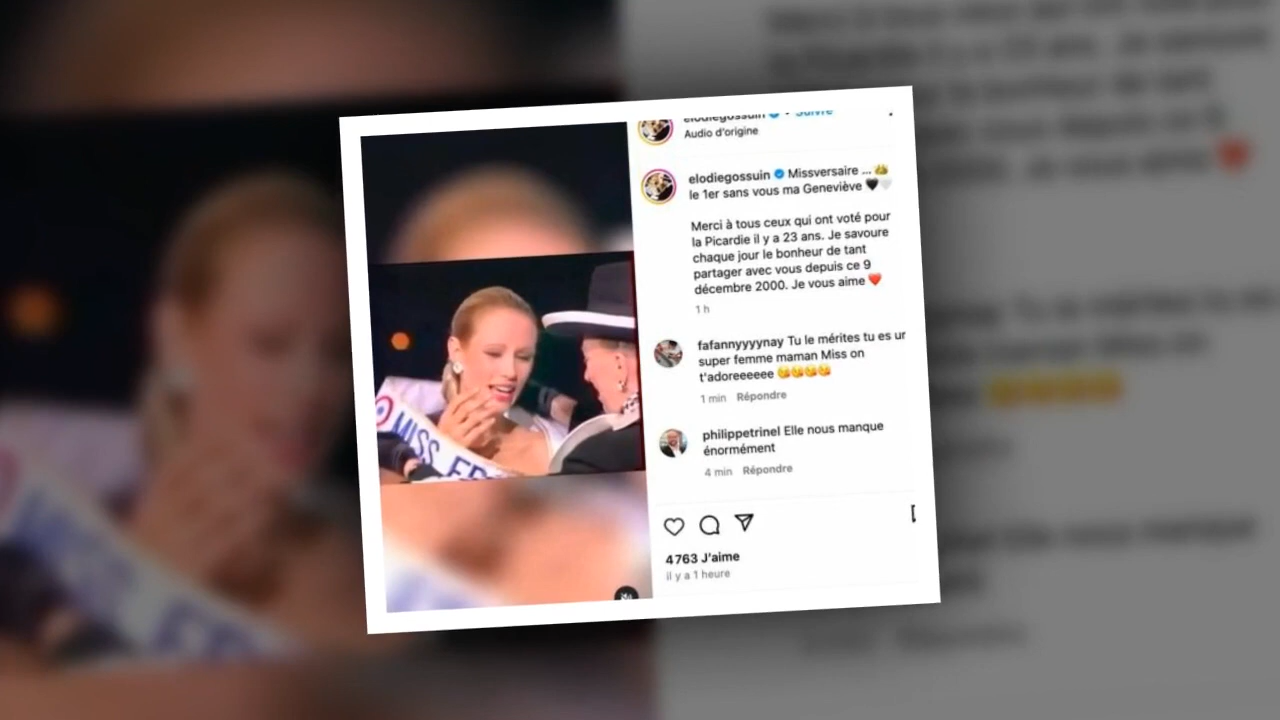 elodiegossuin • Suivre
Audio d'origine
elodiegossuin Missversaire ...
le 1er sans vous ma Geneviève 🖤🤍
Merci à tous ceux qui ont voté pour
la Picardie il y a 23 ans. Je savoure
chaque jour le bonheur de tant
partager avec vous depuis ce 9
décembre 2000. Je vous aime ❤️
1 h
fafannyyyynay Tu le mérites tu es ur
super femme maman Miss on
t'adoreeeeee 😘😘😘😘
1 min Répondre
philippetrinel Elle nous manque
énormément
4 min Répondre
4763 J'aime
il y a 1 heure
MISS FR